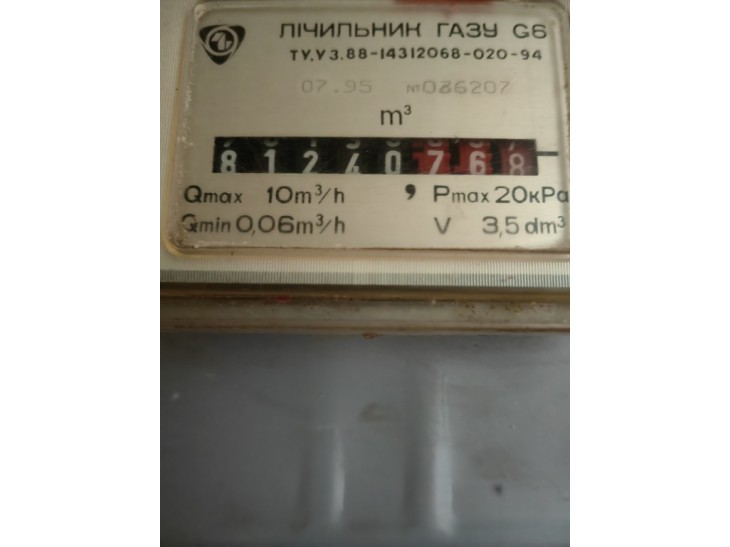 ЛІЧИЛЬНИК ГАЗУ G6
ТУ.У 3.88-14312068-020-94
07.95 №036207
m³
81240768
Qmax 10m³/h , Pmax 20кPa
Qmin 0,06m³/h V 3,5 dm³